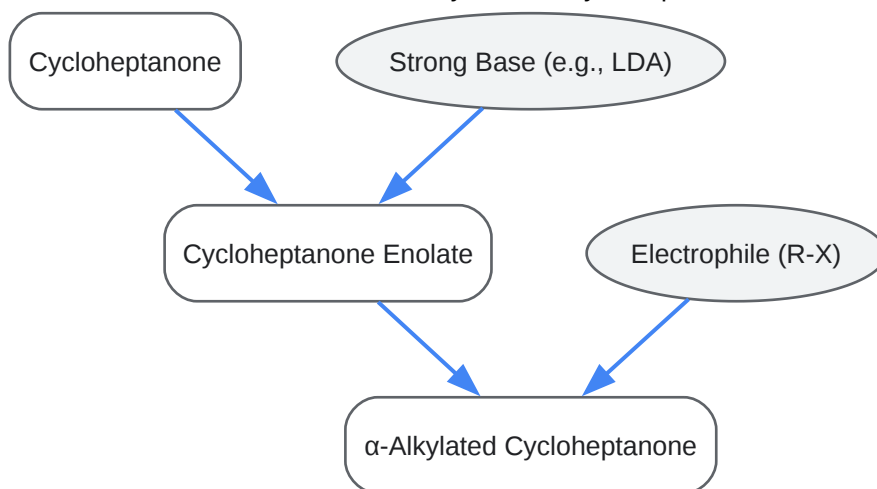 Cycloheptanone
Strong Base (e.g., LDA)
Cycloheptanone Enolate
Electrophile (R-X)
α-Alkylated Cycloheptanone